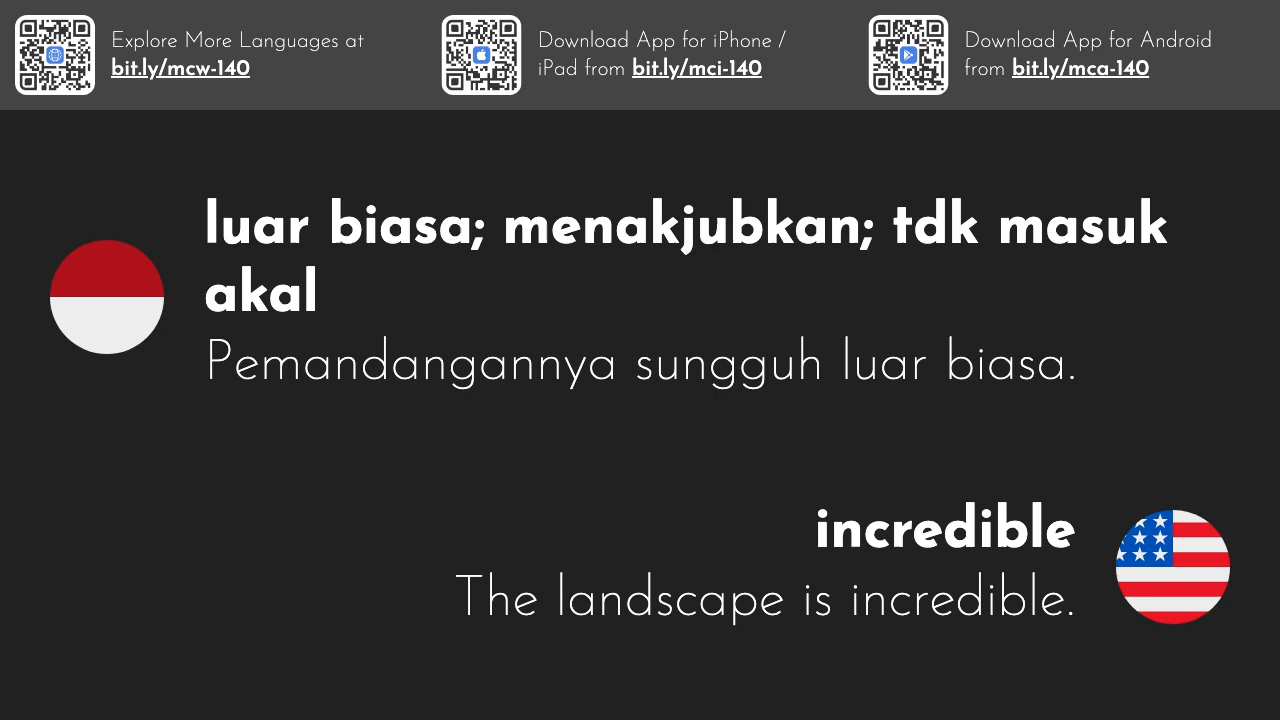 Explore More Languages at
bit.ly/mcw-140
Download App for iPhone /
iPad from bit.ly/mci-140
Download App for Android
from bit.ly/mca-140
luar biasa; menakjubkan; tdk masuk
akal
Pemandangannya sungguh luar biasa.
incredible
The landscape is incredible.